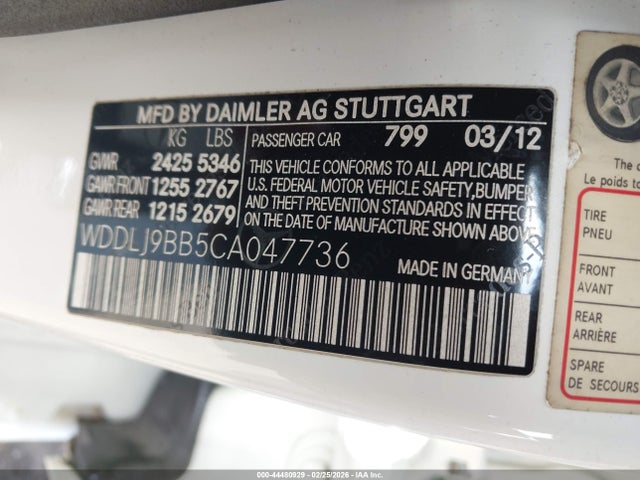 MFD BY DAIMLER AG STUTTGART
KG LBS
GWR 2425 5346
GAWR FRONT 1255 2767
GAWR REAR 1215 2679
PASSENGER CAR 799 03/12
THIS VEHICLE CONFORMS TO ALL APPLICABLE
U.S. FEDERAL MOTOR VEHICLE SAFETY, BUMPER
AND THEFT PREVENTION STANDARDS IN EFFECT
ON THE DATE OF MANUFACTURE SHOWN ABOVE.
WDDLJ9BB5CA047736
MADE IN GERMANY
The c
Le poids to
TIRE
PNEU
FRONT
AVANT
REAR
ARRIÈRE
SPARE
DE SECOURS
000-44480929 - 02/25/2026 - COPYRIGHT IAA